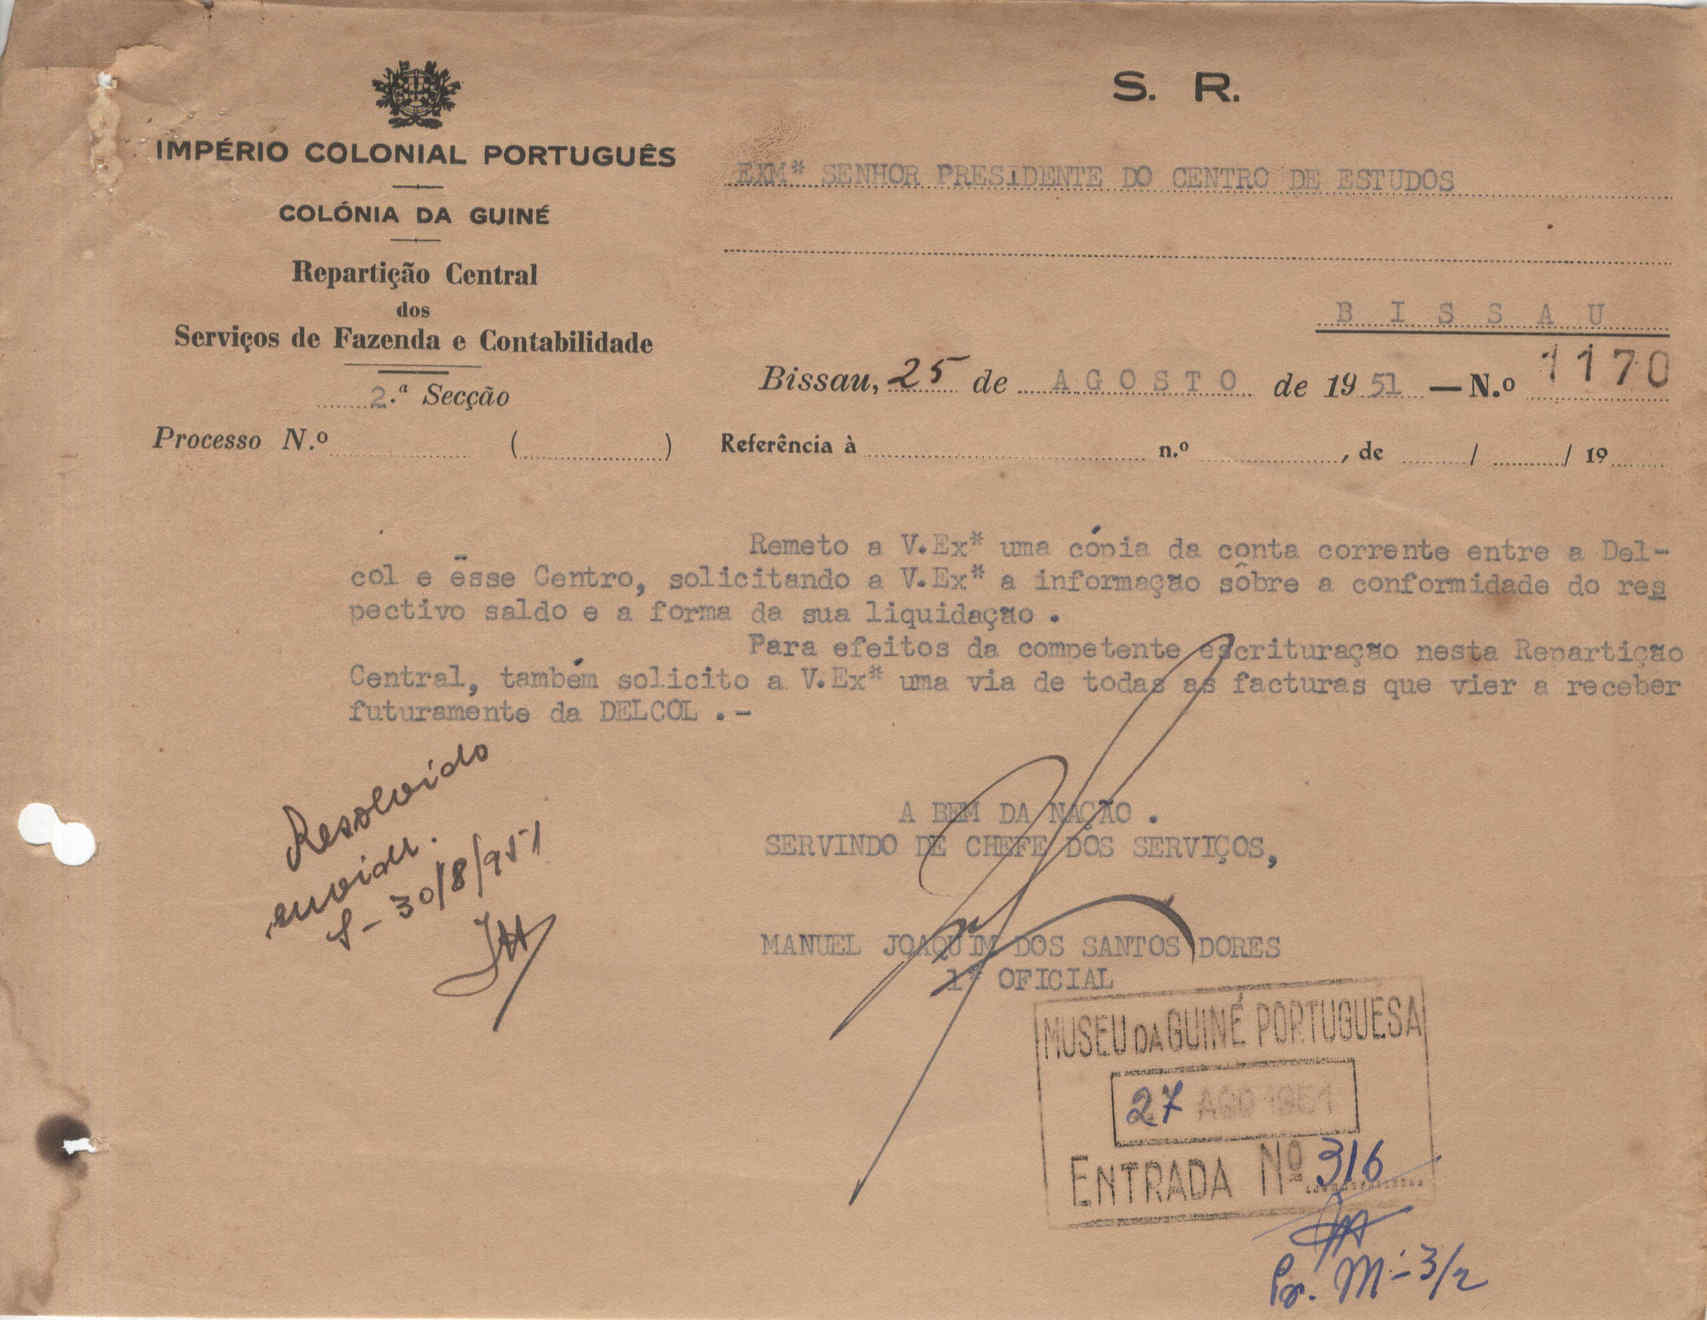 S. R.
IMPÉRIO COLONIAL PORTUGUÊS
COLÓNIA DA GUINÉ
Repartição Central
dos
Serviços de Fazenda e Contabilidade
2.ª Secção
Processo N.º ( )
EXM* SENHOR PRESIDENTE DO CENTRO DE ESTUDOS
B I S S A U
Bissau, 25 de AGOSTO de 1951 — N.º 1170
Referência à n.º , de / / 19
Remeto a V.Ex* uma cópia da conta corrente entre a Del-
col e êsse Centro, solicitando a V.Ex* a informação sôbre a conformidade do res
pectivo saldo e a forma da sua liquidação .
Para efeitos da competente escrituração nesta Repartição
Central, também solicito a V.Ex* uma via de todas as facturas que vier a receber
futuramente da DELCOL .-
A BEM DA NAÇÃO .
SERVINDO DE CHEFE DOS SERVIÇOS,
MANUEL JOAQUIM DOS SANTOS DORES
1* OFICIAL
Resolvido
30/8/951
MUSEU DA GUINÉ PORTUGUESA
27 AGO 1951
ENTRADA Nº 316
Pr. M-3/2